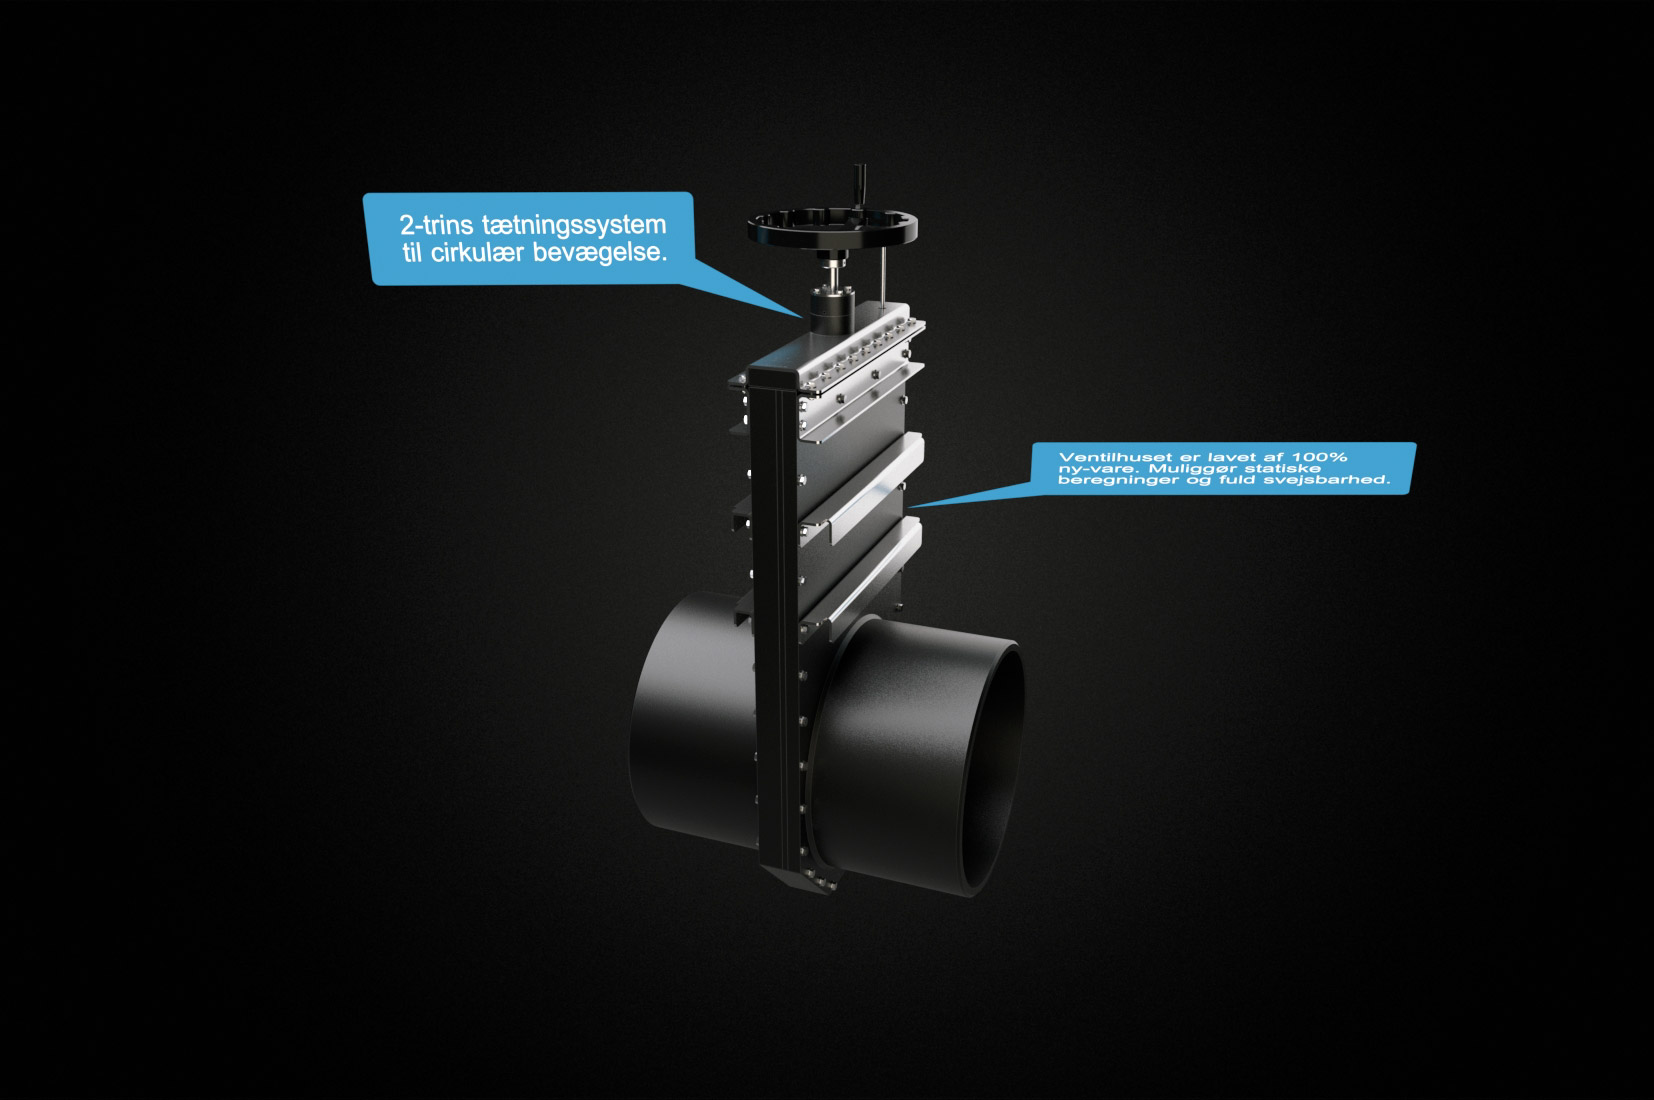 2-trins tætningssystem
til cirkulær bevægelse.
Ventilhuset er lavet af 100%
ny-vare. Muliggør statiske
beregninger og fuld svejsbarhed.